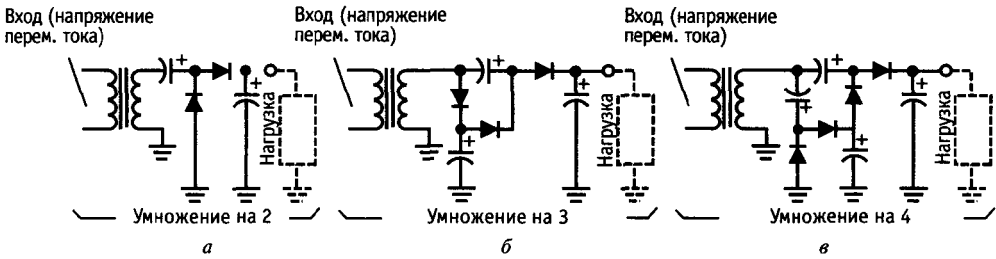 Вход (напряжение
перем. тока)
+
+
Нагрузка
Умножение на 2
а
Вход (напряжение
перем. тока)
+
+
+
Нагрузка
Умножение на 3
б
Вход (напряжение
перем. тока)
+
+
+
+
Нагрузка
Умножение на 4
в